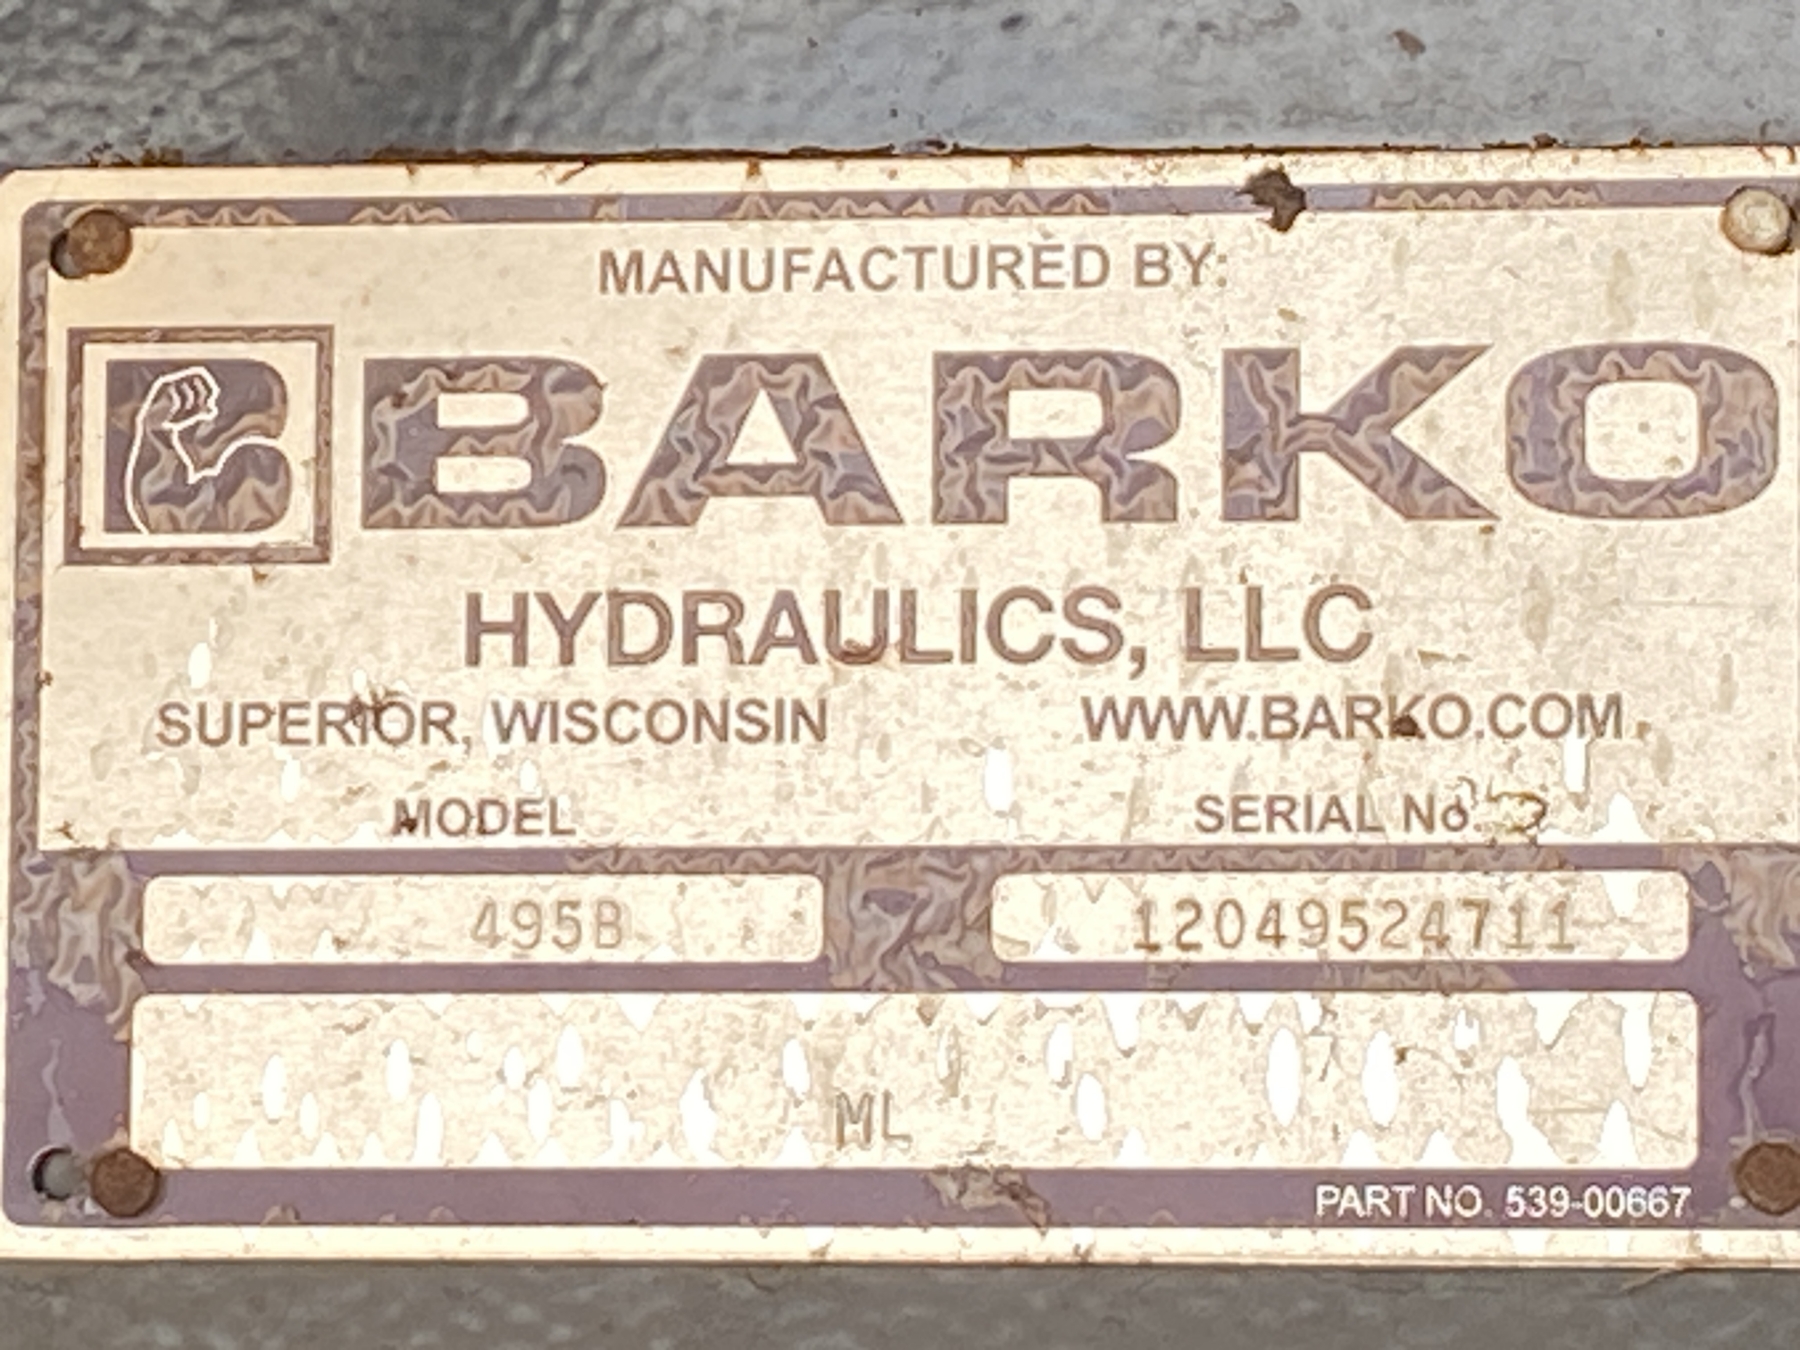 MANUFACTURED BY:
B BARKO
HYDRAULICS, LLC
SUPERIOR, WISCONSIN WWW.BARKO.COM
MODEL SERIAL No.
495B 12049524711
ML
PART NO. 539-00667